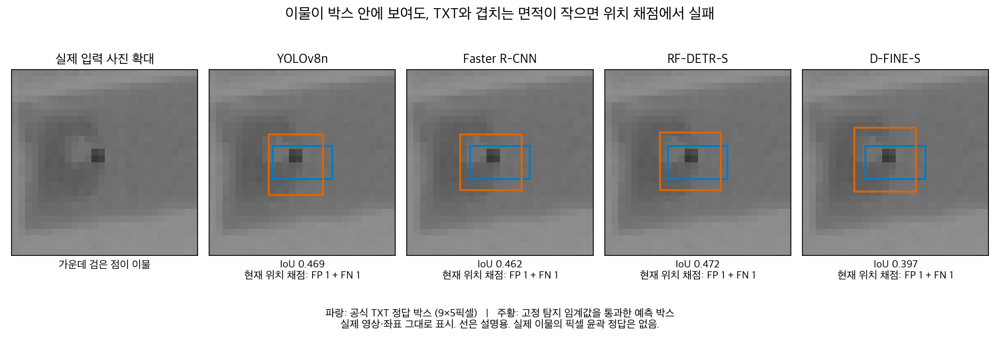 이물이 박스 안에 보여도, TXT와 겹치는 면적이 작으면 위치 채점에서 실패
실제 입력 사진 확대
YOLOv8n
Faster R-CNN
RF-DETR-S
D-FINE-S
가운데 검은 점이 이물
IoU 0.469
현재 위치 채점: FP 1 + FN 1
IoU 0.462
현재 위치 채점: FP 1 + FN 1
IoU 0.472
현재 위치 채점: FP 1 + FN 1
IoU 0.397
현재 위치 채점: FP 1 + FN 1
파랑: 공식 TXT 정답 박스 (9×5픽셀)   |   주황: 고정 탐지 임계값을 통과한 예측 박스
실제 영상·좌표 그대로 표시. 선은 설명용. 실제 이물의 픽셀 윤곽 정답은 없음.